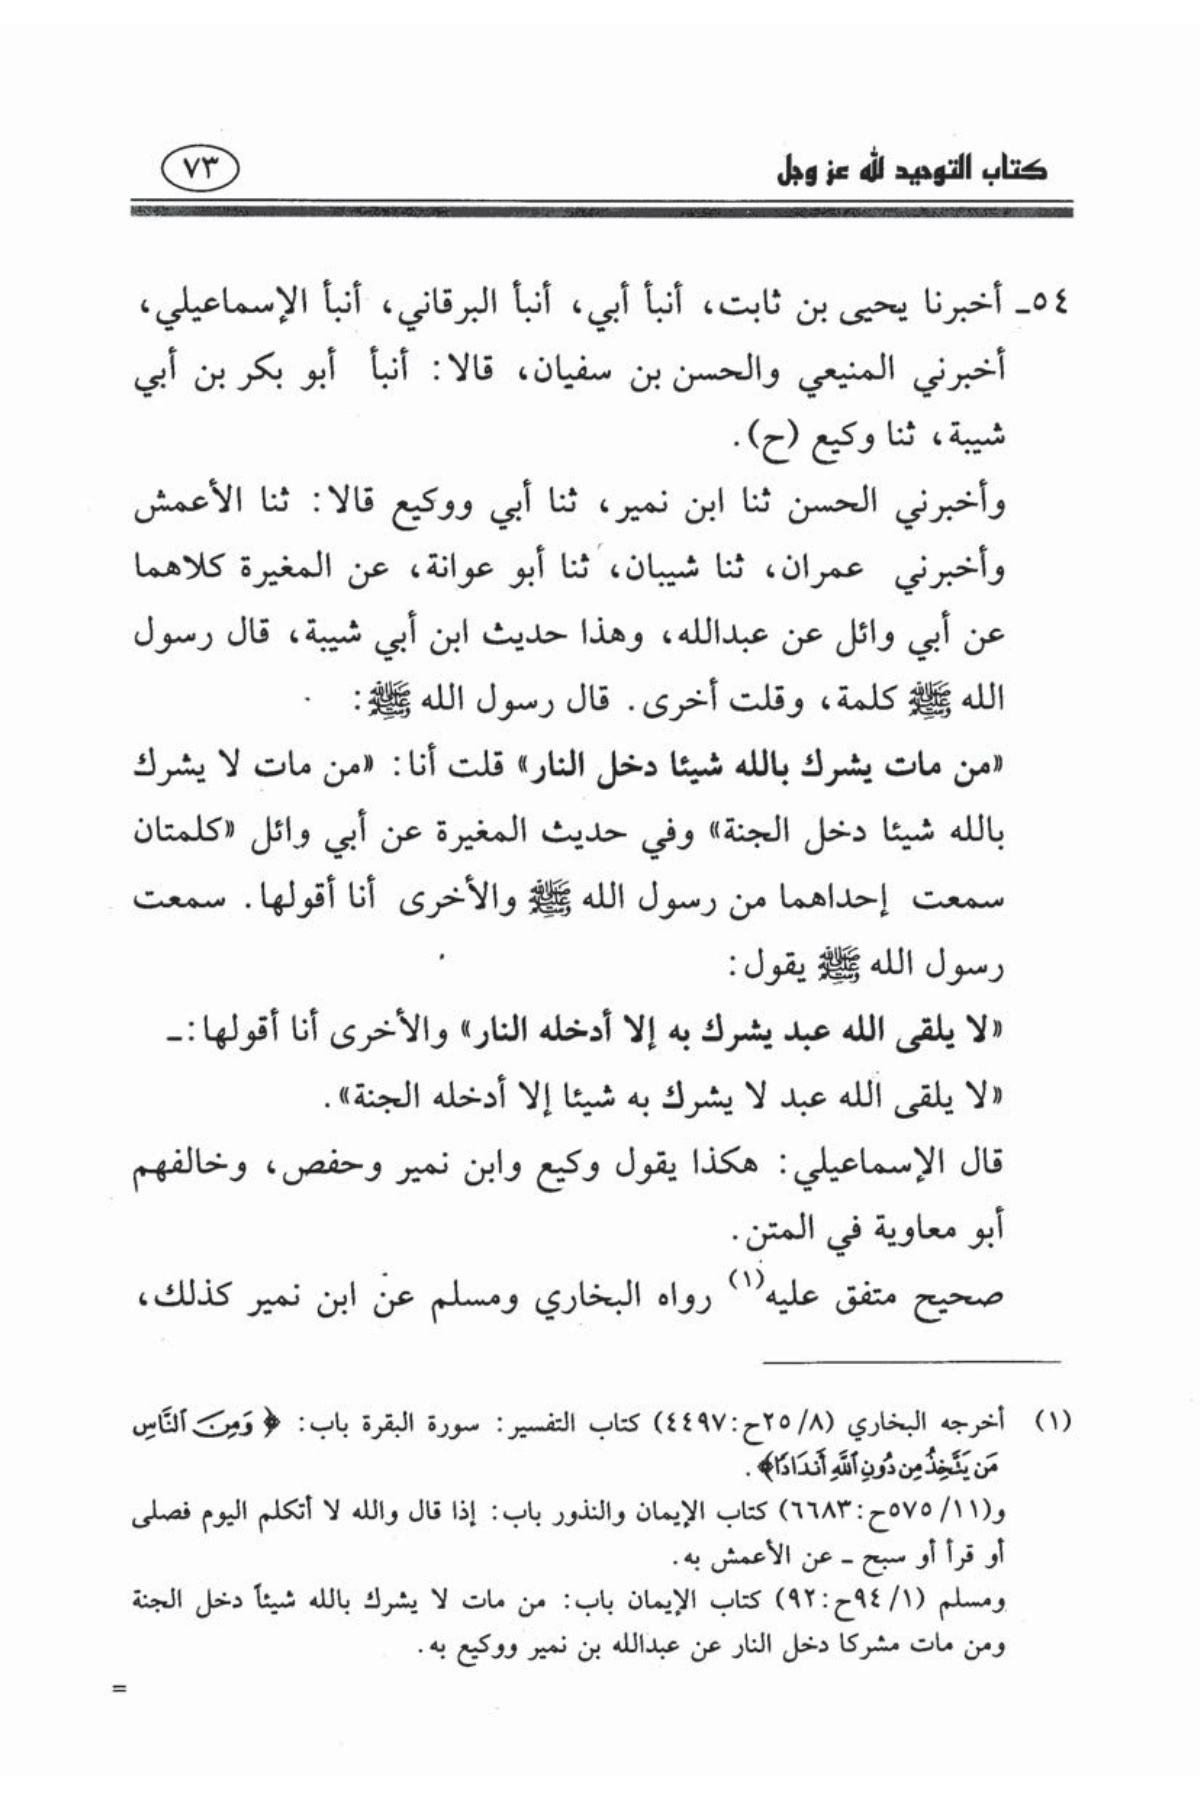 كتاب التوحيد لله عز وجل
٧٣
٥٤ـ أخبرنا يحيى بن ثابت، أنبأ أبي، أنبأ البرقاني، أنبأ الإسماعيلي،
أخبرني المنيعي والحسن بن سفيان، قالا: أنبأ أبو بكر بن أبي
شيبة، ثنا وكيع (ح).
وأخبرني الحسن ثنا ابن نمير، ثنا أبي ووكيع قالا: ثنا الأعمش
وأخبرني عمران، ثنا شيبان، ثنا أبو عوانة، عن المغيرة كلاهما
عن أبي وائل عن عبدالله، وهذا حديث ابن أبي شيبة، قال رسول
الله ﷺ كلمة، وقلت أخرى. قال رسول الله ﷺ:
«من مات يشرك بالله شيئا دخل النار» قلت أنا: «من مات لا يشرك
بالله شيئا دخل الجنة» وفي حديث المغيرة عن أبي وائل «كلمتان
سمعت إحداهما من رسول الله ﷺ والأخرى أنا أقولها. سمعت
رسول الله ﷺ يقول:
«لا يلقى الله عبد يشرك به إلا أدخله النار» والأخرى أنا أقولها:ـ
«لا يلقى الله عبد لا يشرك به شيئا إلا أدخله الجنة».
قال الإسماعيلي: هكذا يقول وكيع وابن نمير وحفص، وخالفهم
أبو معاوية في المتن.
صحيح متفق عليه(١) رواه البخاري ومسلم عن ابن نمير كذلك،
(١) أخرجه البخاري (٨/ ٢٥ح:٤٤٩٧) كتاب التفسير: سورة البقرة باب: ﴿ وَمِنَ ٱلنَّاسِ
مَن يَتَّخِذُ مِن دُونِ ٱللَّهِ أَندَادًا﴾.
و(١١/ ٥٧٥ح:٦٦٨٣) كتاب الإيمان والنذور باب: إذا قال والله لا أتكلم اليوم فصلى
أو قرأ أو سبح ـ عن الأعمش به.
ومسلم (١/ ٩٤ح:٩٢) كتاب الإيمان باب: من مات لا يشرك بالله شيئاً دخل الجنة
ومن مات مشركا دخل النار عن عبدالله بن نمير ووكيع به.
=